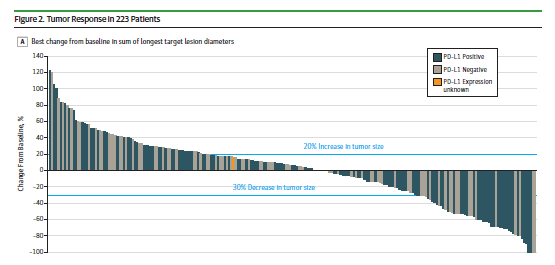 Figure 2. Tumor Response in 223 Patients
A Best change from baseline in sum of longest target lesion diameters
140
120
100
80
60
40
20
0
-20
-40
-60
-80
-100
Change From Baseline, %
PD-L1 Positive
PD-L1 Negative
PD-L1 Expression
unknown
20% Increase in tumor size
30% Decrease in tumor size